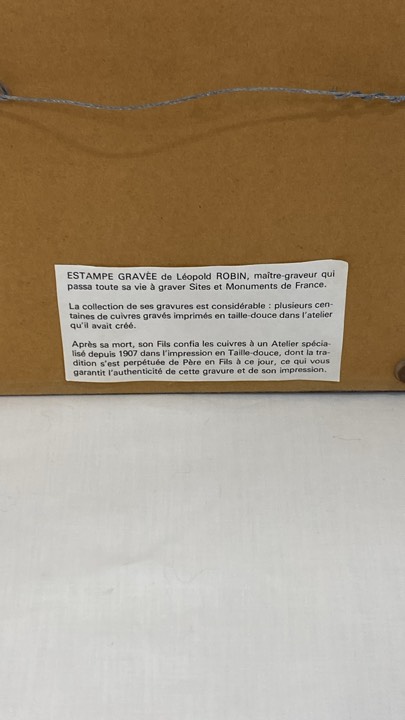 ESTAMPE GRAVÈE de Léopold ROBIN, maître-graveur qui
passa toute sa vie à graver Sites et Monuments de France.
La collection de ses gravures est considérable : plusieurs cen-
taines de cuivres gravés imprimés en taille-douce dans l'atelier
qu'il avait créé.
Après sa mort, son Fils confia les cuivres à un Atelier spécia-
lisé depuis 1907 dans l'impression en Taille-douce, dont la tra-
dition s'est perpétuée de Père en Fils à ce jour, ce qui vous
garantit l'authenticité de cette gravure et de son impression.